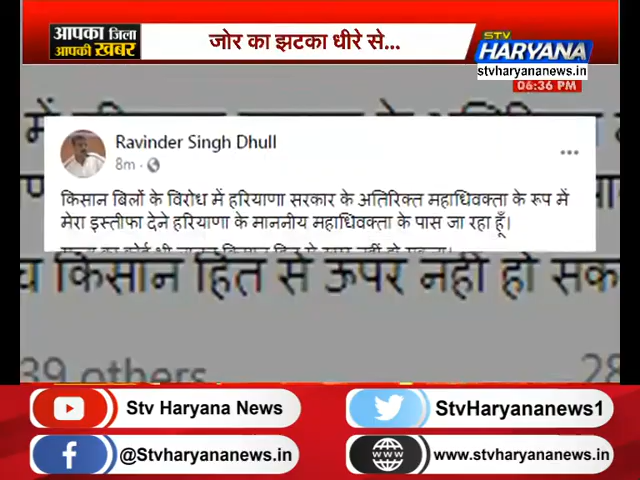 आपका जिला
आपकी खबर
जोर का झटका धीरे से...
STV
HARYANA
stvharyananews.in
06:36 PM
Ravinder Singh Dhull
8m
किसान बिलों के विरोध में हरियाणा सरकार के अतिरिक्त महाधिवक्ता के रूप में
मेरा इस्तीफा देने हरियाणा के माननीय महाधिवक्ता के पास जा रहा हूँ।
किसान हित से ऊपर नहीं हो
39 others
28
Stv Haryana News
StvHaryananews1
@Stvharyananews.in
www.stvharyananews.in